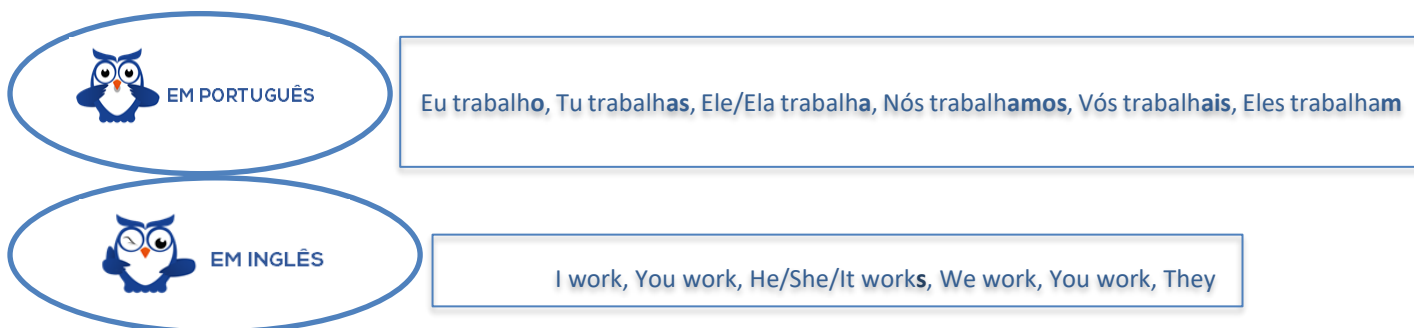 EM PORTUGUÊS
Eu trabalho, Tu trabalhas, Ele/Ela trabalha, Nós trabalhamos, Vós trabalhais, Eles trabalham
EM INGLÊS
I work, You work, He/She/It works, We work, You work, They